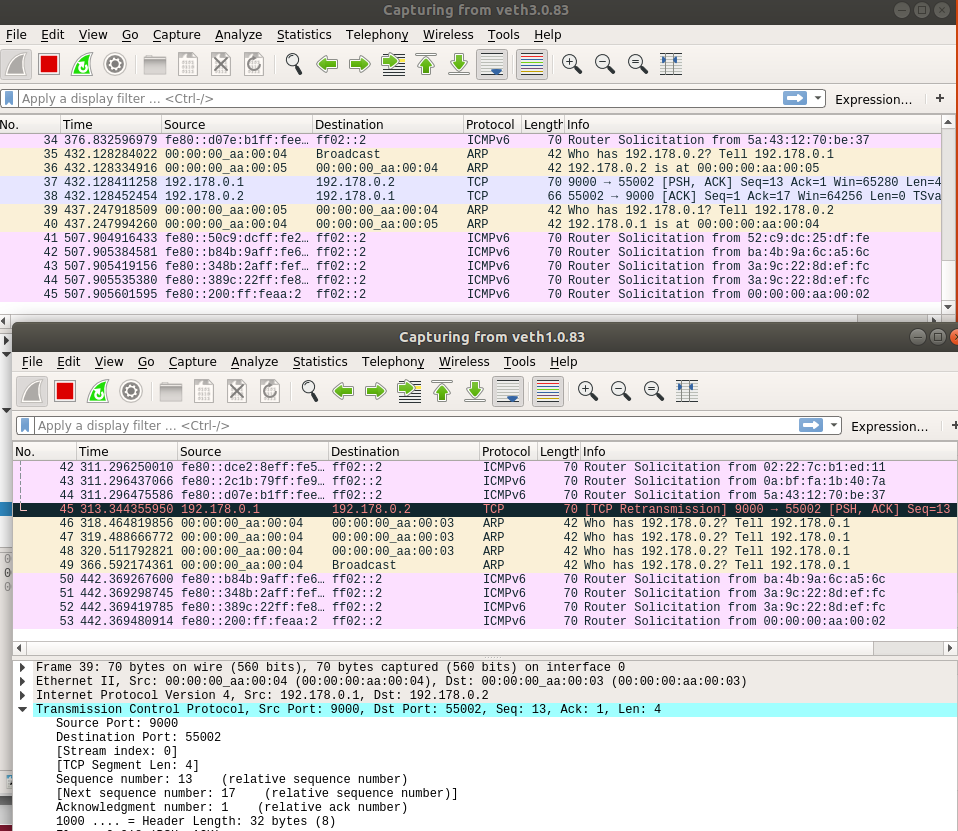 Capturing from veth3.0.83
File Edit View Go Capture Analyze Statistics Telephony Wireless Tools Help
Apply a display filter ... <Ctrl-/> Expression... +
No. Time Source Destination Protocol Length Info
34 376.832596979 fe80::d07e:b1ff:fee... ff02::2 ICMPv6 70 Router Solicitation from 5a:43:12:70:be:37
35 432.128284022 00:00:00_aa:00:04 Broadcast ARP 42 Who has 192.178.0.2? Tell 192.178.0.1
36 432.128334916 00:00:00_aa:00:05 00:00:00_aa:00:04 ARP 42 192.178.0.2 is at 00:00:00:aa:00:05
37 432.128411258 192.178.0.1 192.178.0.2 TCP 70 9000 → 55002 [PSH, ACK] Seq=13 Ack=1 Win=65280 Len=4
38 432.128452454 192.178.0.2 192.178.0.1 TCP 66 55002 → 9000 [ACK] Seq=1 Ack=17 Win=64256 Len=0 TSva
39 437.247918509 00:00:00_aa:00:05 00:00:00_aa:00:04 ARP 42 Who has 192.178.0.1? Tell 192.178.0.2
40 437.247994260 00:00:00_aa:00:04 00:00:00_aa:00:05 ARP 42 192.178.0.1 is at 00:00:00:aa:00:04
41 507.904916433 fe80::50c9:dcff:fe2... ff02::2 ICMPv6 70 Router Solicitation from 52:c9:dc:25:df:fe
42 507.905384581 fe80::b84b:9aff:fe6... ff02::2 ICMPv6 70 Router Solicitation from ba:4b:9a:6c:a5:6c
43 507.905419156 fe80::348b:2aff:fef... ff02::2 ICMPv6 70 Router Solicitation from 3a:9c:22:8d:ef:fc
44 507.905535380 fe80::389c:22ff:fe8... ff02::2 ICMPv6 70 Router Solicitation from 3a:9c:22:8d:ef:fc
45 507.905601595 fe80::200:ff:feaa:2 ff02::2 ICMPv6 70 Router Solicitation from 00:00:00:aa:00:02
Capturing from veth1.0.83
File Edit View Go Capture Analyze Statistics Telephony Wireless Tools Help
Apply a display filter ... <Ctrl-/> Expression... +
No. Time Source Destination Protocol Length Info
42 311.296250010 fe80::dce2:8eff:fe5... ff02::2 ICMPv6 70 Router Solicitation from 02:22:7c:b1:ed:11
43 311.296437066 fe80::2c1b:79ff:fe9... ff02::2 ICMPv6 70 Router Solicitation from 0a:bf:fa:1b:40:7a
44 311.296475586 fe80::d07e:b1ff:fee... ff02::2 ICMPv6 70 Router Solicitation from 5a:43:12:70:be:37
45 313.344355950 192.178.0.1 192.178.0.2 TCP 70 [TCP Retransmission] 9000 → 55002 [PSH, ACK] Seq=13
46 318.464819856 00:00:00_aa:00:04 00:00:00_aa:00:03 ARP 42 Who has 192.178.0.2? Tell 192.178.0.1
47 319.488666772 00:00:00_aa:00:04 00:00:00_aa:00:03 ARP 42 Who has 192.178.0.2? Tell 192.178.0.1
48 320.511792821 00:00:00_aa:00:04 00:00:00_aa:00:03 ARP 42 Who has 192.178.0.2? Tell 192.178.0.1
49 366.592174361 00:00:00_aa:00:04 Broadcast ARP 42 Who has 192.178.0.2? Tell 192.178.0.1
50 442.369267600 fe80::b84b:9aff:fe6... ff02::2 ICMPv6 70 Router Solicitation from ba:4b:9a:6c:a5:6c
51 442.369298745 fe80::348b:2aff:fef... ff02::2 ICMPv6 70 Router Solicitation from 3a:9c:22:8d:ef:fc
52 442.369419785 fe80::389c:22ff:fe8... ff02::2 ICMPv6 70 Router Solicitation from 3a:9c:22:8d:ef:fc
53 442.369480914 fe80::200:ff:feaa:2 ff02::2 ICMPv6 70 Router Solicitation from 00:00:00:aa:00:02
Frame 39: 70 bytes on wire (560 bits), 70 bytes captured (560 bits) on interface 0
Ethernet II, Src: 00:00:00_aa:00:04 (00:00:00:aa:00:04), Dst: 00:00:00_aa:00:03 (00:00:00:aa:00:03)
Internet Protocol Version 4, Src: 192.178.0.1, Dst: 192.178.0.2
Transmission Control Protocol, Src Port: 9000, Dst Port: 55002, Seq: 13, Ack: 1, Len: 4
Source Port: 9000
Destination Port: 55002
[Stream index: 0]
[TCP Segment Len: 4]
Sequence number: 13 (relative sequence number)
[Next sequence number: 17 (relative sequence number)]
Acknowledgment number: 1 (relative ack number)
1000 .... = Header Length: 32 bytes (8)